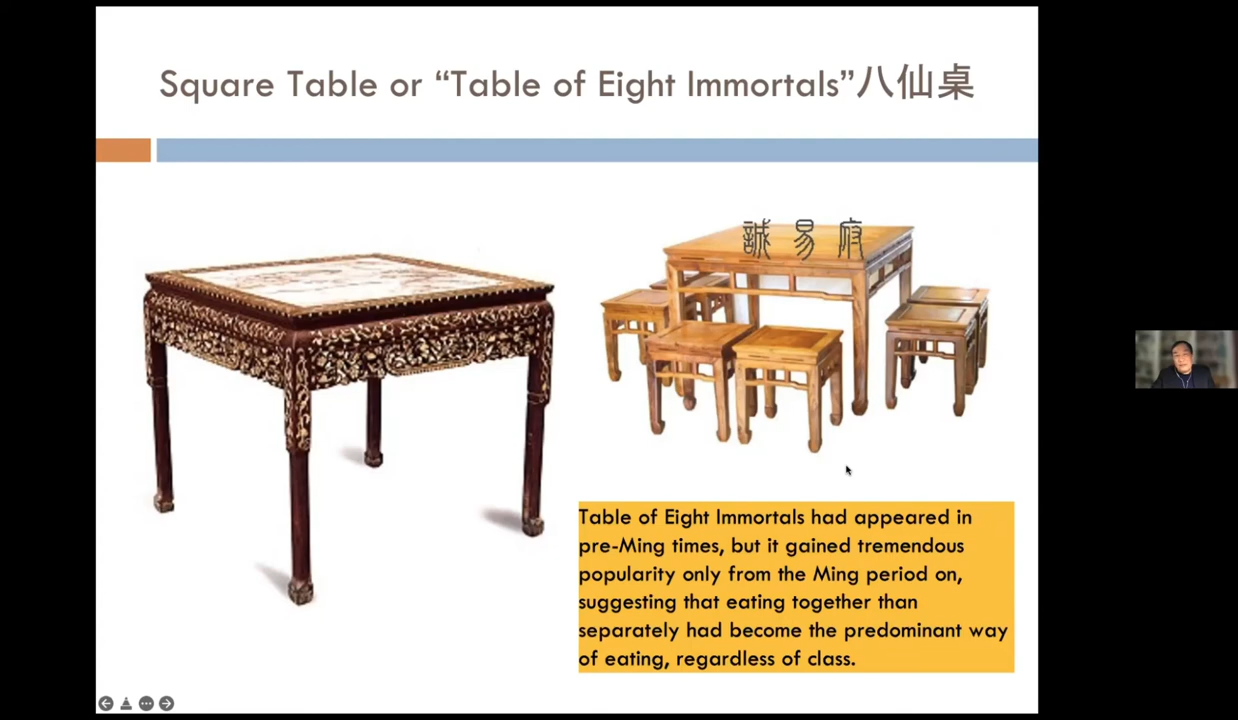 Square Table or “Table of Eight Immortals”八仙桌
誠易府
Table of Eight Immortals had appeared in
pre-Ming times, but it gained tremendous
popularity only from the Ming period on,
suggesting that eating together than
separately had become the predominant way
of eating, regardless of class.